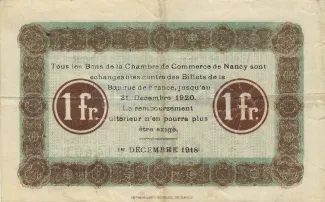 Tous les Bons de la Chambre de Commerce de Nancy sont
échangeables contre des Billets de la
Banque de France, jusqu'au
31 Décembre 1920.
Le remboursement
ultérieur n'en pourra plus
être exigé.
1 fr.
1 fr.
1er DÉCEMBRE 1918